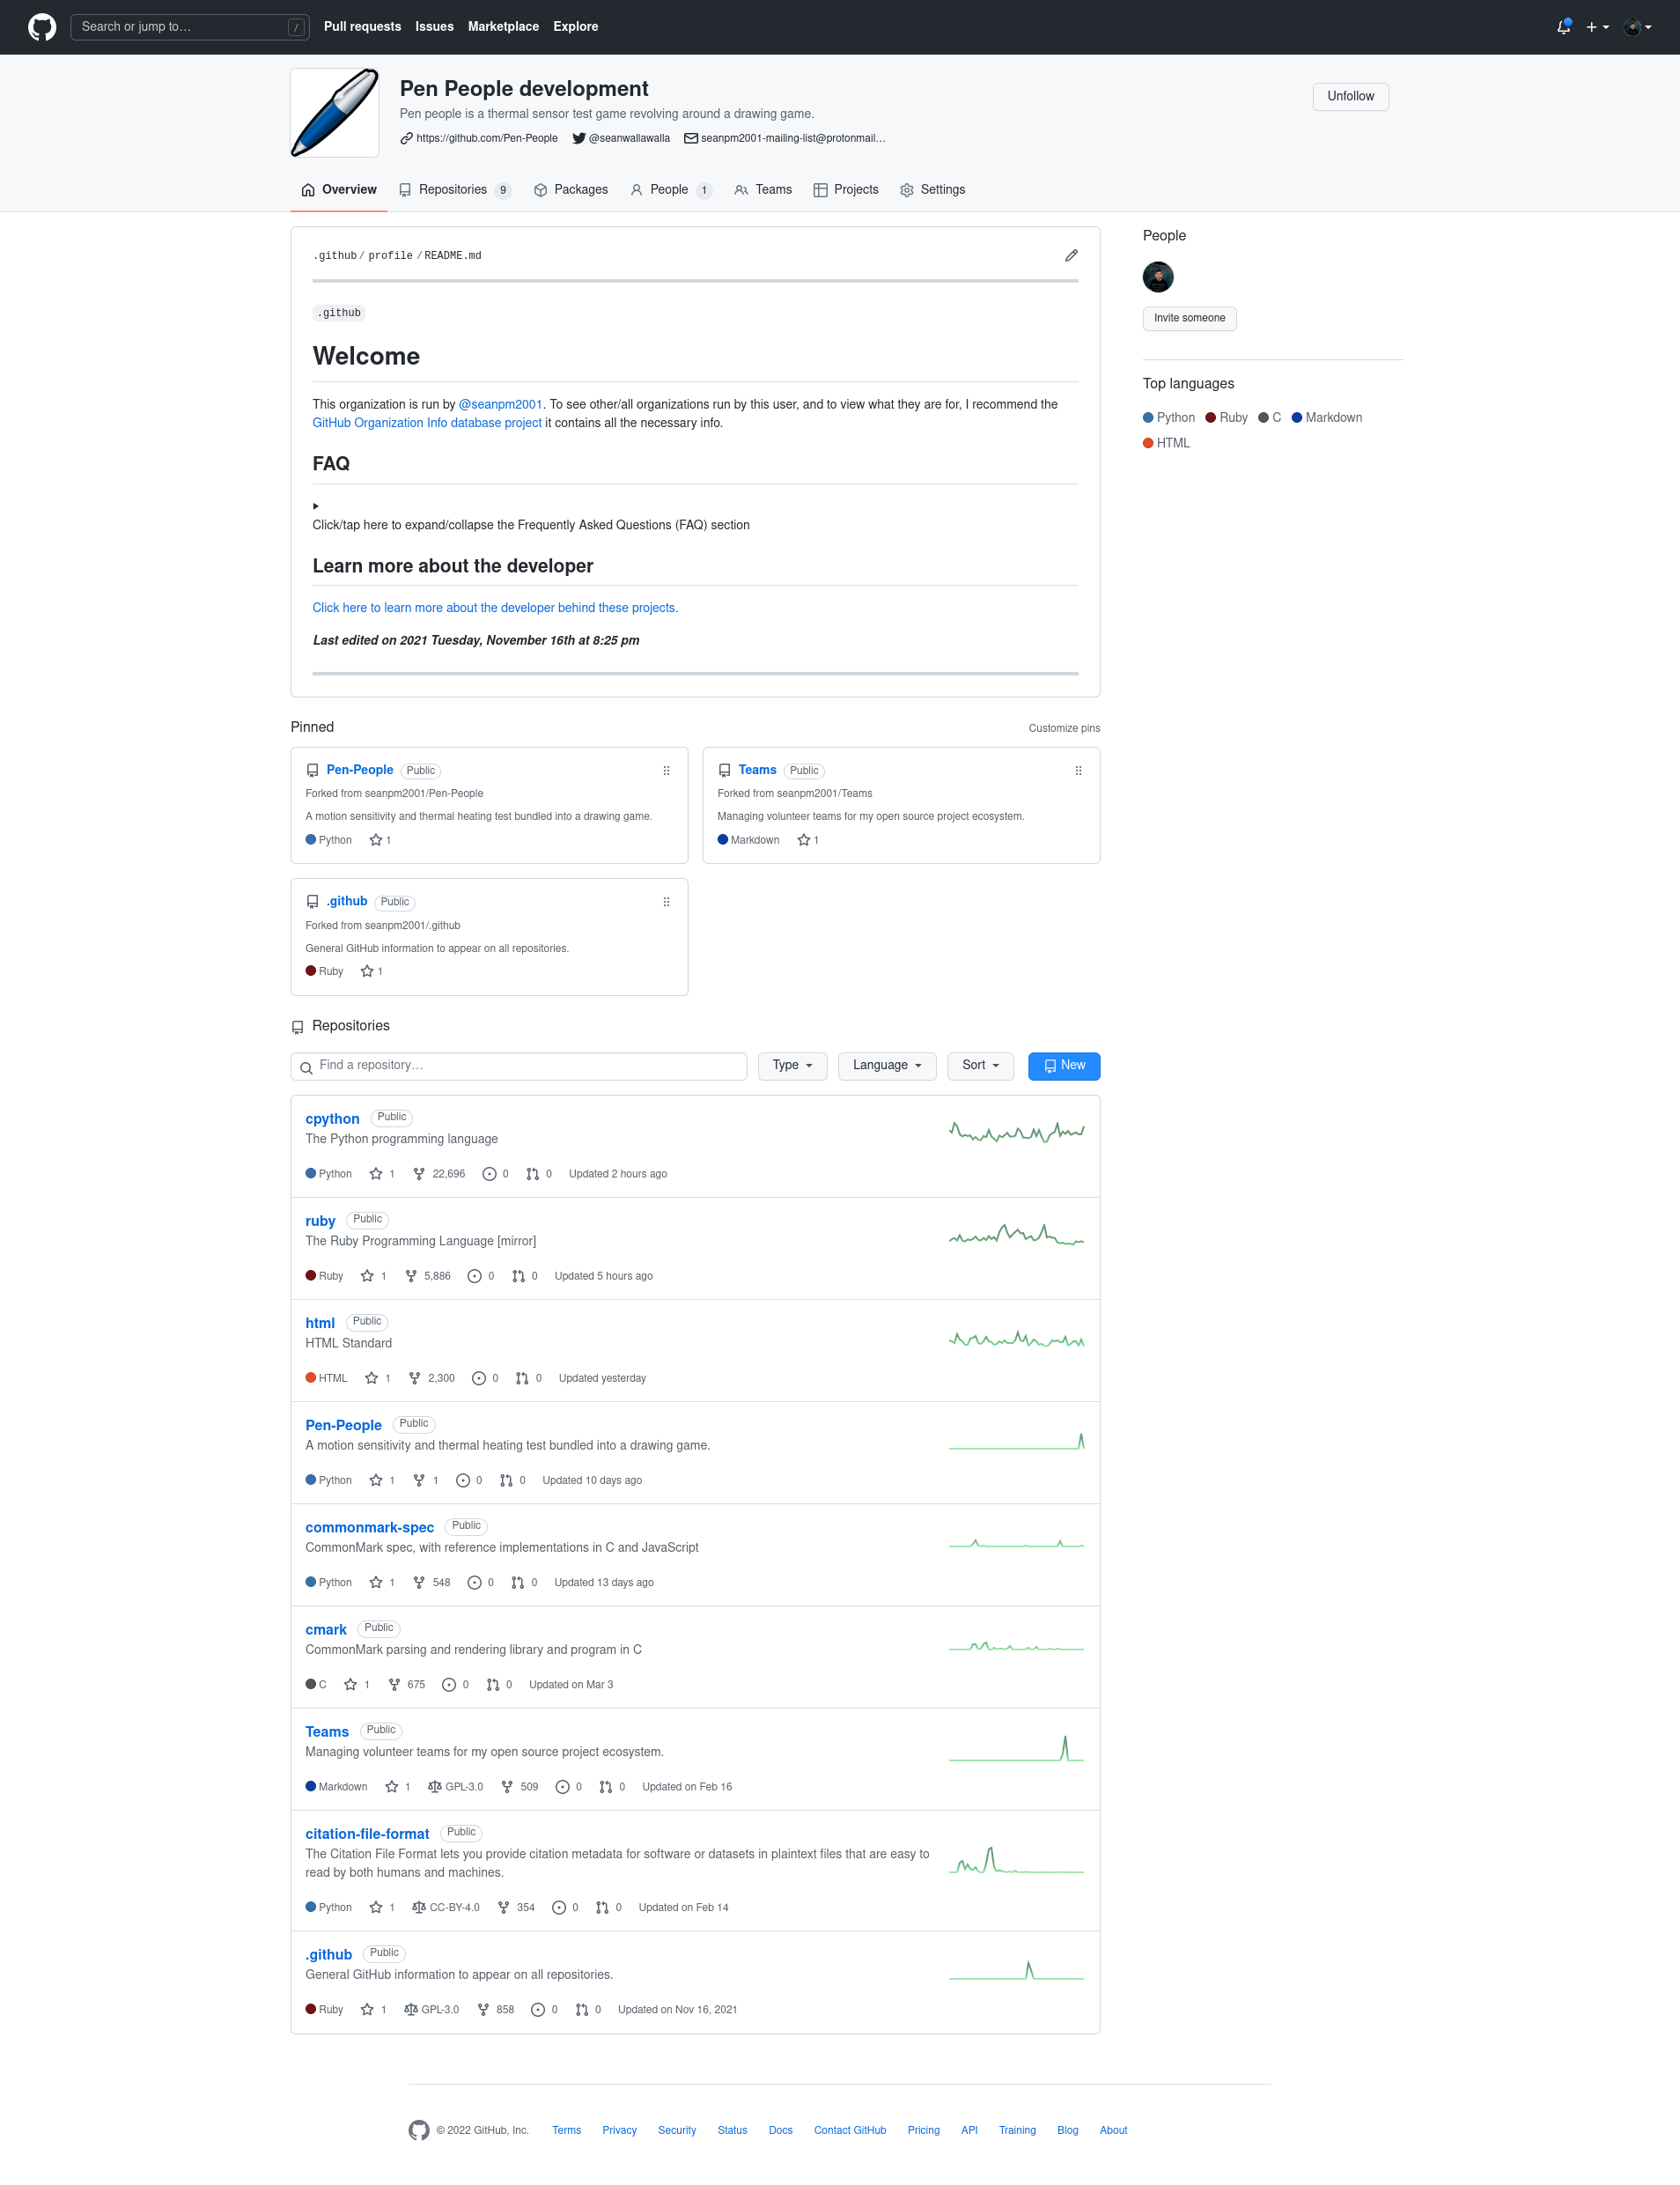 Search or jump to… /
Pull requests Issues Marketplace Explore
Pen People development
Unfollow
Pen people is a thermal sensor test game revolving around a drawing game.
https://github.com/Pen-People @seanwallawalla seanpm2001-mailing-list@protonmail…
Overview Repositories 9 Packages People 1 Teams Projects Settings
.github / profile / README.md
.github
Welcome
This organization is run by @seanpm2001. To see other/all organizations run by this user, and to view what they are for, I recommend the
GitHub Organization Info database project it contains all the necessary info.
FAQ
Click/tap here to expand/collapse the Frequently Asked Questions (FAQ) section
Learn more about the developer
Click here to learn more about the developer behind these projects.
Last edited on 2021 Tuesday, November 16th at 8:25 pm
People
Invite someone
Top languages
Python Ruby C Markdown
HTML
Pinned
Customize pins
Pen-People Public
Forked from seanpm2001/Pen-People
A motion sensitivity and thermal heating test bundled into a drawing game.
Python 1
Teams Public
Forked from seanpm2001/Teams
Managing volunteer teams for my open source project ecosystem.
Markdown 1
.github Public
Forked from seanpm2001/.github
General GitHub information to appear on all repositories.
Ruby 1
Repositories
Find a repository… Type Language Sort New
cpython Public
The Python programming language
Python 1 22,696 0 0 Updated 2 hours ago
ruby Public
The Ruby Programming Language [mirror]
Ruby 1 5,886 0 0 Updated 5 hours ago
html Public
HTML Standard
HTML 1 2,300 0 0 Updated yesterday
Pen-People Public
A motion sensitivity and thermal heating test bundled into a drawing game.
Python 1 1 0 0 Updated 10 days ago
commonmark-spec Public
CommonMark spec, with reference implementations in C and JavaScript
Python 1 548 0 0 Updated 13 days ago
cmark Public
CommonMark parsing and rendering library and program in C
C 1 675 0 0 Updated on Mar 3
Teams Public
Managing volunteer teams for my open source project ecosystem.
Markdown 1 GPL-3.0 509 0 0 Updated on Feb 16
citation-file-format Public
The Citation File Format lets you provide citation metadata for software or datasets in plaintext files that are easy to
read by both humans and machines.
Python 1 CC-BY-4.0 354 0 0 Updated on Feb 14
.github Public
General GitHub information to appear on all repositories.
Ruby 1 GPL-3.0 858 0 0 Updated on Nov 16, 2021
© 2022 GitHub, Inc. Terms Privacy Security Status Docs Contact GitHub Pricing API Training Blog About